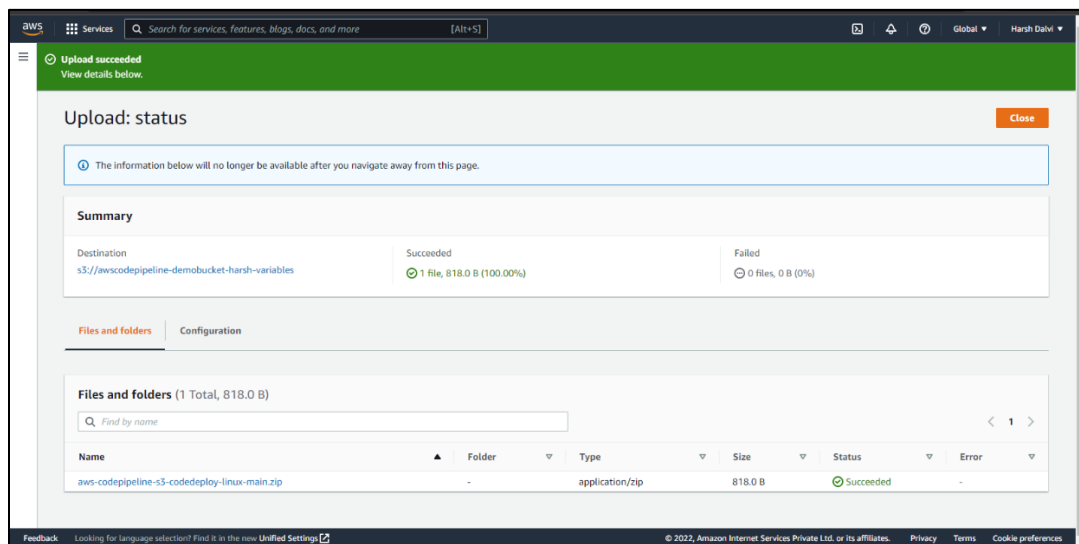 aws
Services
Search for services, features, blogs, docs, and more
[Alt+S]
Global
Harsh Dalvi
Upload succeeded
View details below.
Upload: status
Close
The information below will no longer be available after you navigate away from this page.
Summary
Destination
s3://awscodepipeline-demobucket-harsh-variables
Succeeded
1 file, 818.0 B (100.00%)
Failed
0 files, 0 B (0%)
Files and folders
Configuration
Files and folders (1 Total, 818.0 B)
Find by name
1
Name Folder Type Size Status Error
aws-codepipeline-s3-codedeploy-linux-main.zip - application/zip 818.0 B Succeeded -
Feedback Looking for language selection? Find it in the new Unified Settings © 2022, Amazon Internet Services Private Ltd. or its affiliates. Privacy Terms Cookie preferences